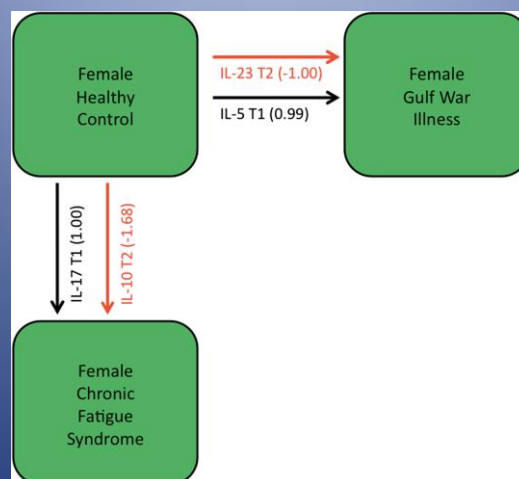 Female
Healthy
Control
IL-23 T2 (-1.00)
IL-5 T1 (0.99)
Female
Gulf War
Illness
IL-17 T1 (1.00)
IL-10 T2 (-1.68)
Female
Chronic
Fatigue
Syndrome